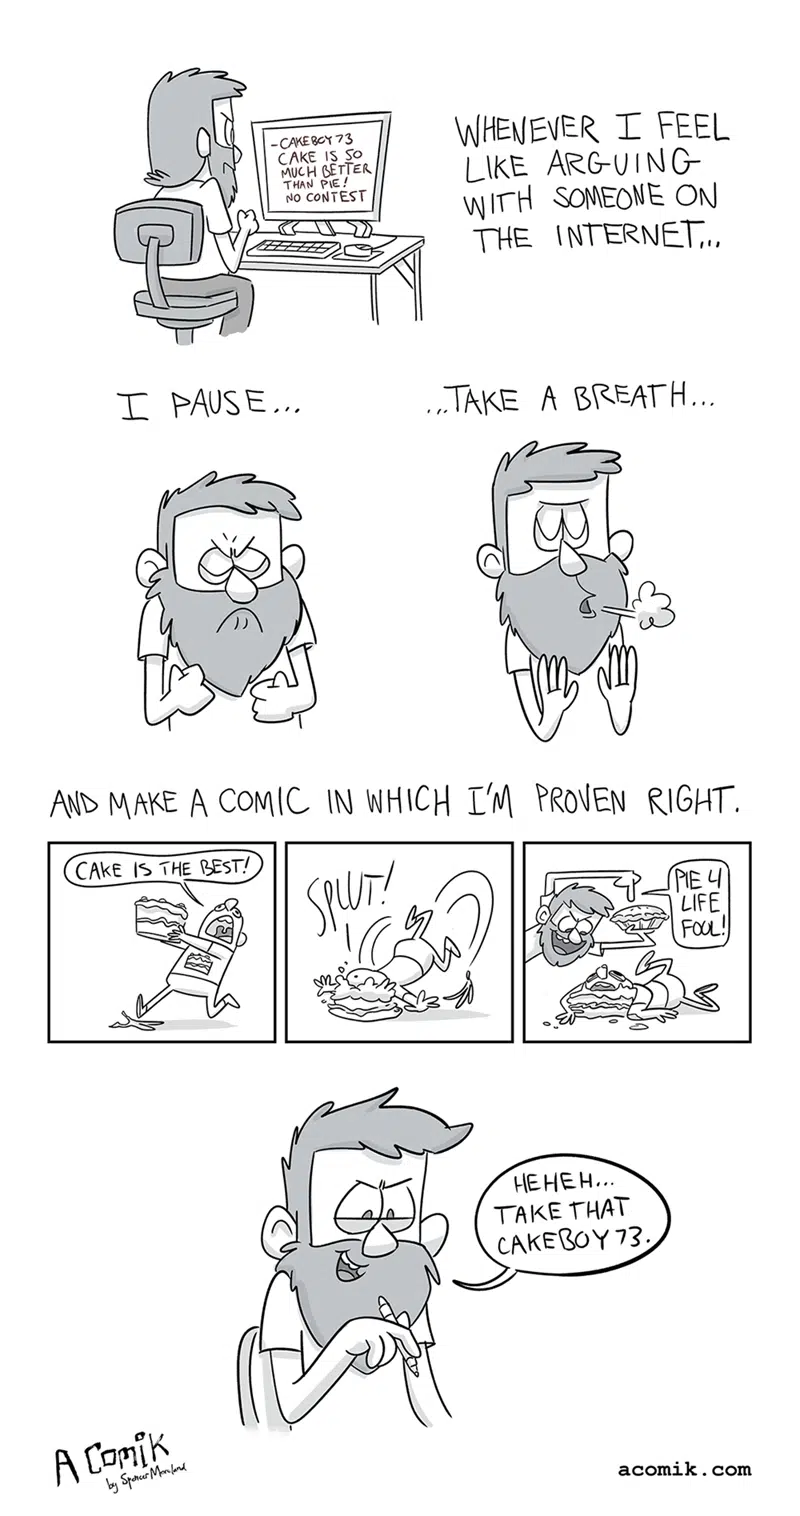 -CAKEBOY73
CAKE IS SO
MUCH BETTER
THAN PIE!
NO CONTEST
WHENEVER I FEEL
LIKE ARGUING
WITH SOMEONE ON
THE INTERNET...
I PAUSE...
...TAKE A BREATH...
AND MAKE A COMIC IN WHICH I'M PROVEN RIGHT.
CAKE IS THE BEST!
SPLUT!
PIE 4
LIFE
FOOL!
HEHEH...
TAKE THAT
CAKEBOY73.
A Comik
by Spencer Moreland
acomik.com